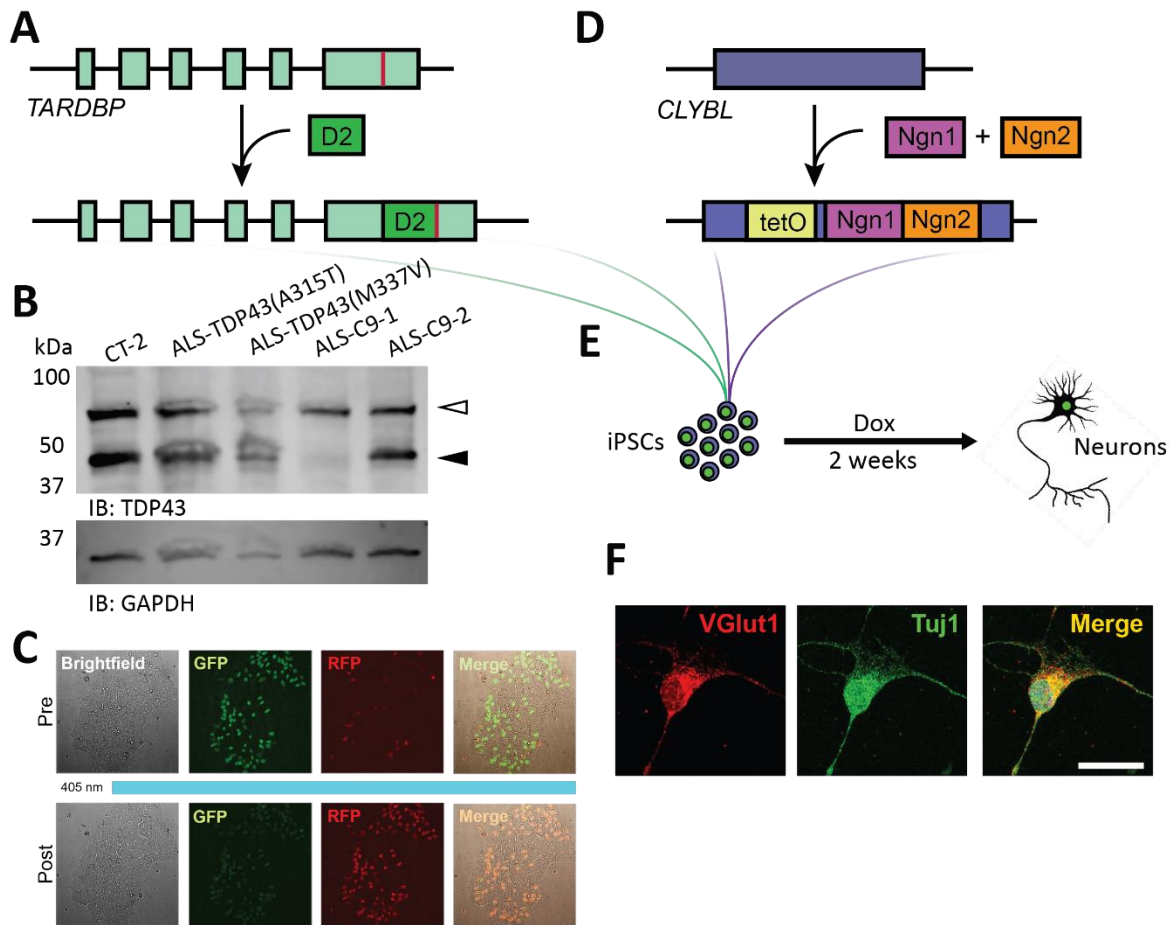 A
TARDBP
D2
D2
B
kDa
CT-2
ALS-TDP43(A315T)
ALS-TDP43(M337V)
ALS-C9-1
ALS-C9-2
100
50
37
IB: TDP43
37
IB: GAPDH
C
Brightfield
GFP
RFP
Merge
Pre
405 nm
GFP
RFP
Merge
Post
D
CLYBL
Ngn1 + Ngn2
tetO Ngn1 Ngn2
E
iPSCs
Dox
2 weeks
Neurons
F
VGlut1
Tuj1
Merge